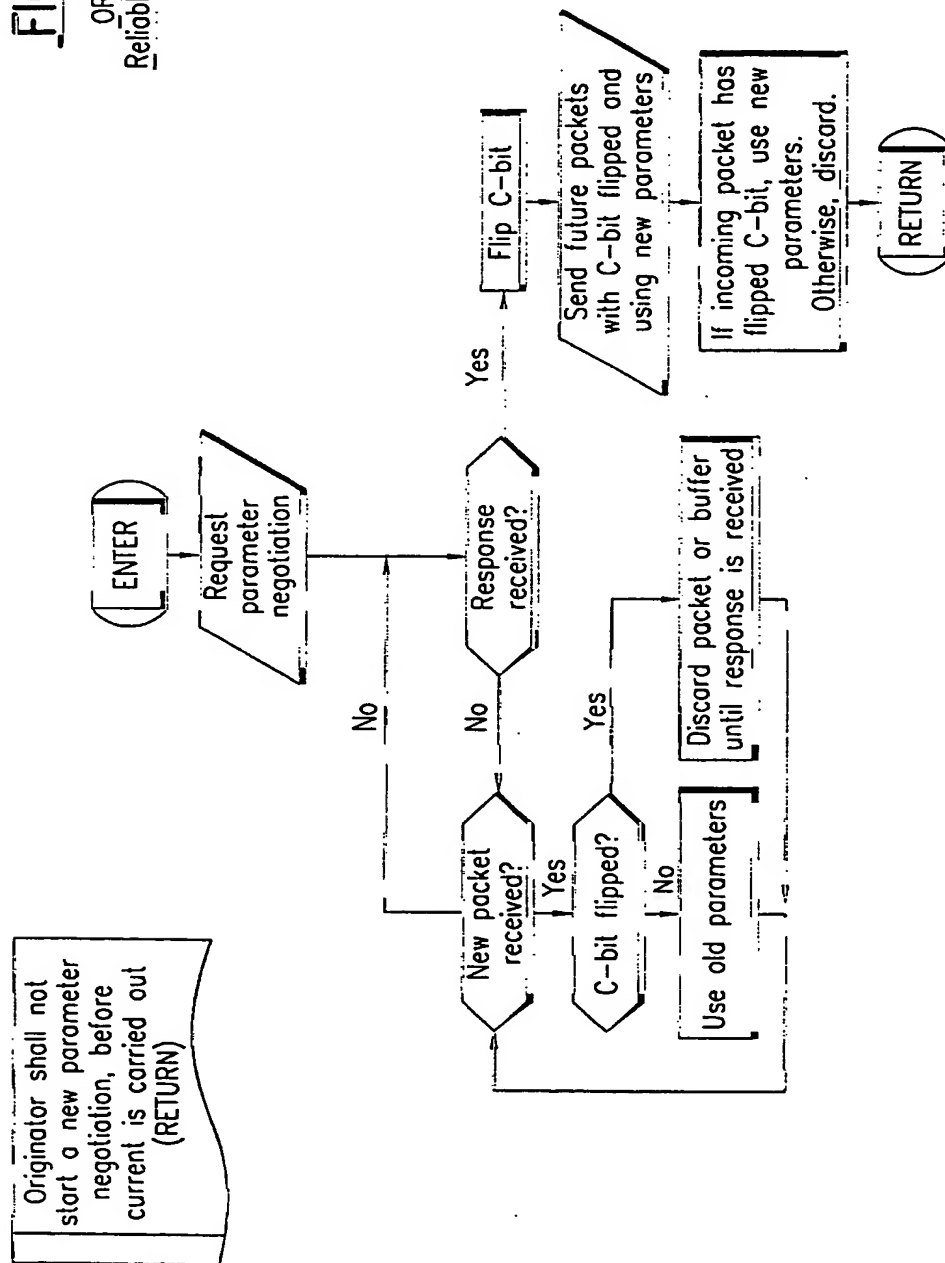 OR
ENTER
Request
parameter
negotiation
No
Response
received?
Yes
No
New packet
received?
Yes
C-bit flipped?
Yes
No
Use old parameters
Discard packet or buffer
until response is received
Flip C-bit
Send future packets
with C-bit flipped and
using new parameters
If incoming packet has
flipped C-bit, use new
parameters.
Otherwise, discard.
RETURN
Originator shall not
start a new parameter
negotiation, before
current is carried out
(RETURN)